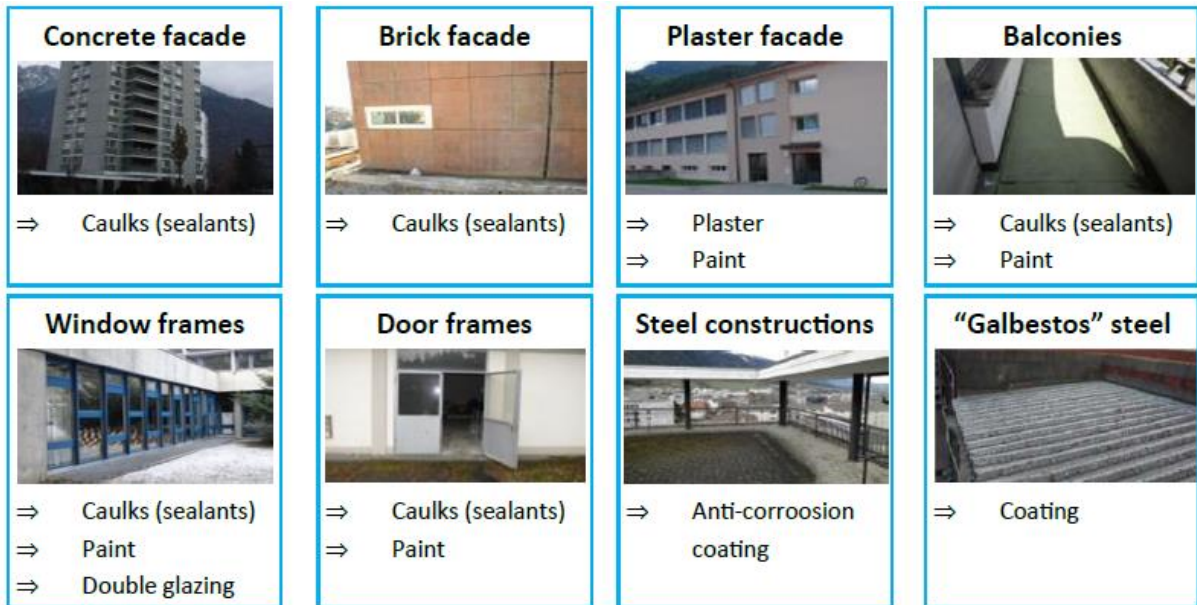 Concrete facade
⇒ Caulks (sealants)
Brick facade
⇒ Caulks (sealants)
Plaster facade
⇒ Plaster
⇒ Paint
Balconies
⇒ Caulks (sealants)
⇒ Paint
Window frames
⇒ Caulks (sealants)
⇒ Paint
⇒ Double glazing
Door frames
⇒ Caulks (sealants)
⇒ Paint
Steel constructions
⇒ Anti-corroosion
coating
“Galbestos” steel
⇒ Coating